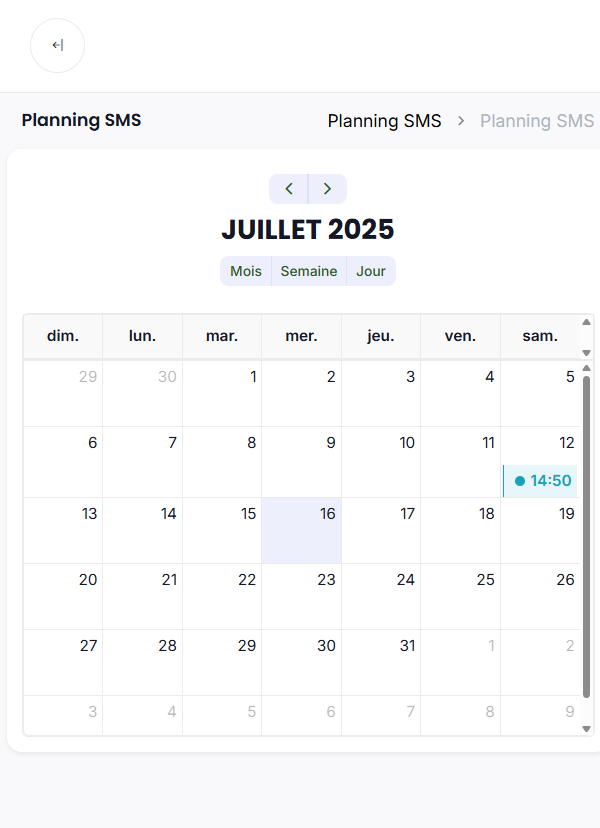 Planning SMS
Planning SMS > Planning SMS
JUILLET 2025
Mois Semaine Jour
dim. lun. mar. mer. jeu. ven. sam.
29 30 1 2 3 4 5
6 7 8 9 10 11 12
14:50
13 14 15 16 17 18 19
20 21 22 23 24 25 26
27 28 29 30 31 1 2
3 4 5 6 7 8 9